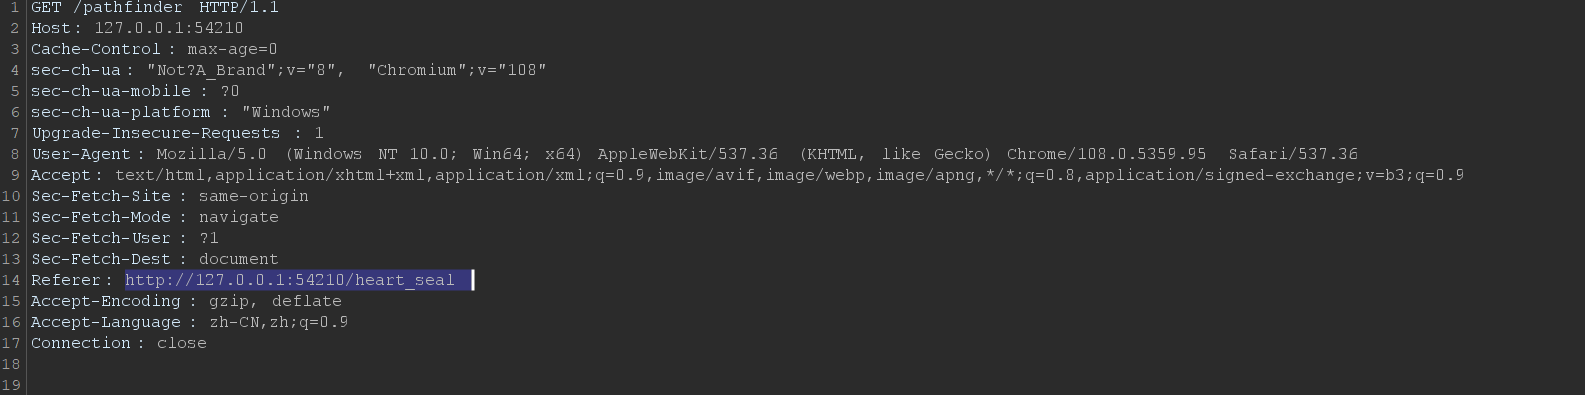 1 GET /pathfinder HTTP/1.1
2 Host: 127.0.0.1:54210
3 Cache-Control: max-age=0
4 sec-ch-ua: "Not?A_Brand";v="8", "Chromium";v="108"
5 sec-ch-ua-mobile: ?0
6 sec-ch-ua-platform: "Windows"
7 Upgrade-Insecure-Requests: 1
8 User-Agent: Mozilla/5.0 (Windows NT 10.0; Win64; x64) AppleWebKit/537.36 (KHTML, like Gecko) Chrome/108.0.5359.95 Safari/537.36
9 Accept: text/html,application/xhtml+xml,application/xml;q=0.9,image/avif,image/webp,image/apng,*/*;q=0.8,application/signed-exchange;v=b3;q=0.9
10 Sec-Fetch-Site: same-origin
11 Sec-Fetch-Mode: navigate
12 Sec-Fetch-User: ?1
13 Sec-Fetch-Dest: document
14 Referer: http://127.0.0.1:54210/heart_seal
15 Accept-Encoding: gzip, deflate
16 Accept-Language: zh-CN,zh;q=0.9
17 Connection: close
18
19